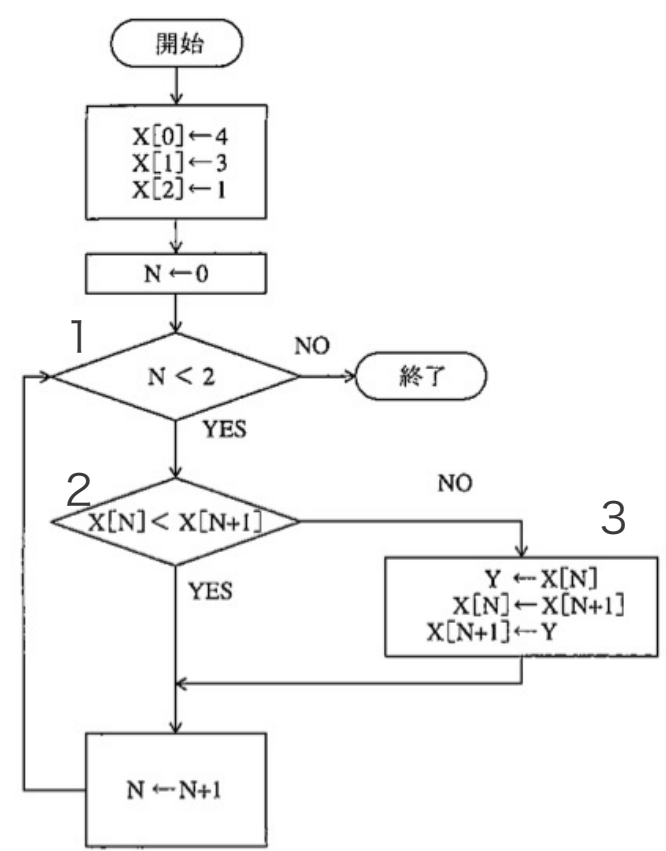 開始
X[0]←4
X[1]←3
X[2]←1
N←0
1
N < 2
NO
終了
YES
2
X[N]< X[N+1]
NO
3
YES
Y ←X[N]
X[N]←X[N+1]
X[N+1]←Y
N←N+1